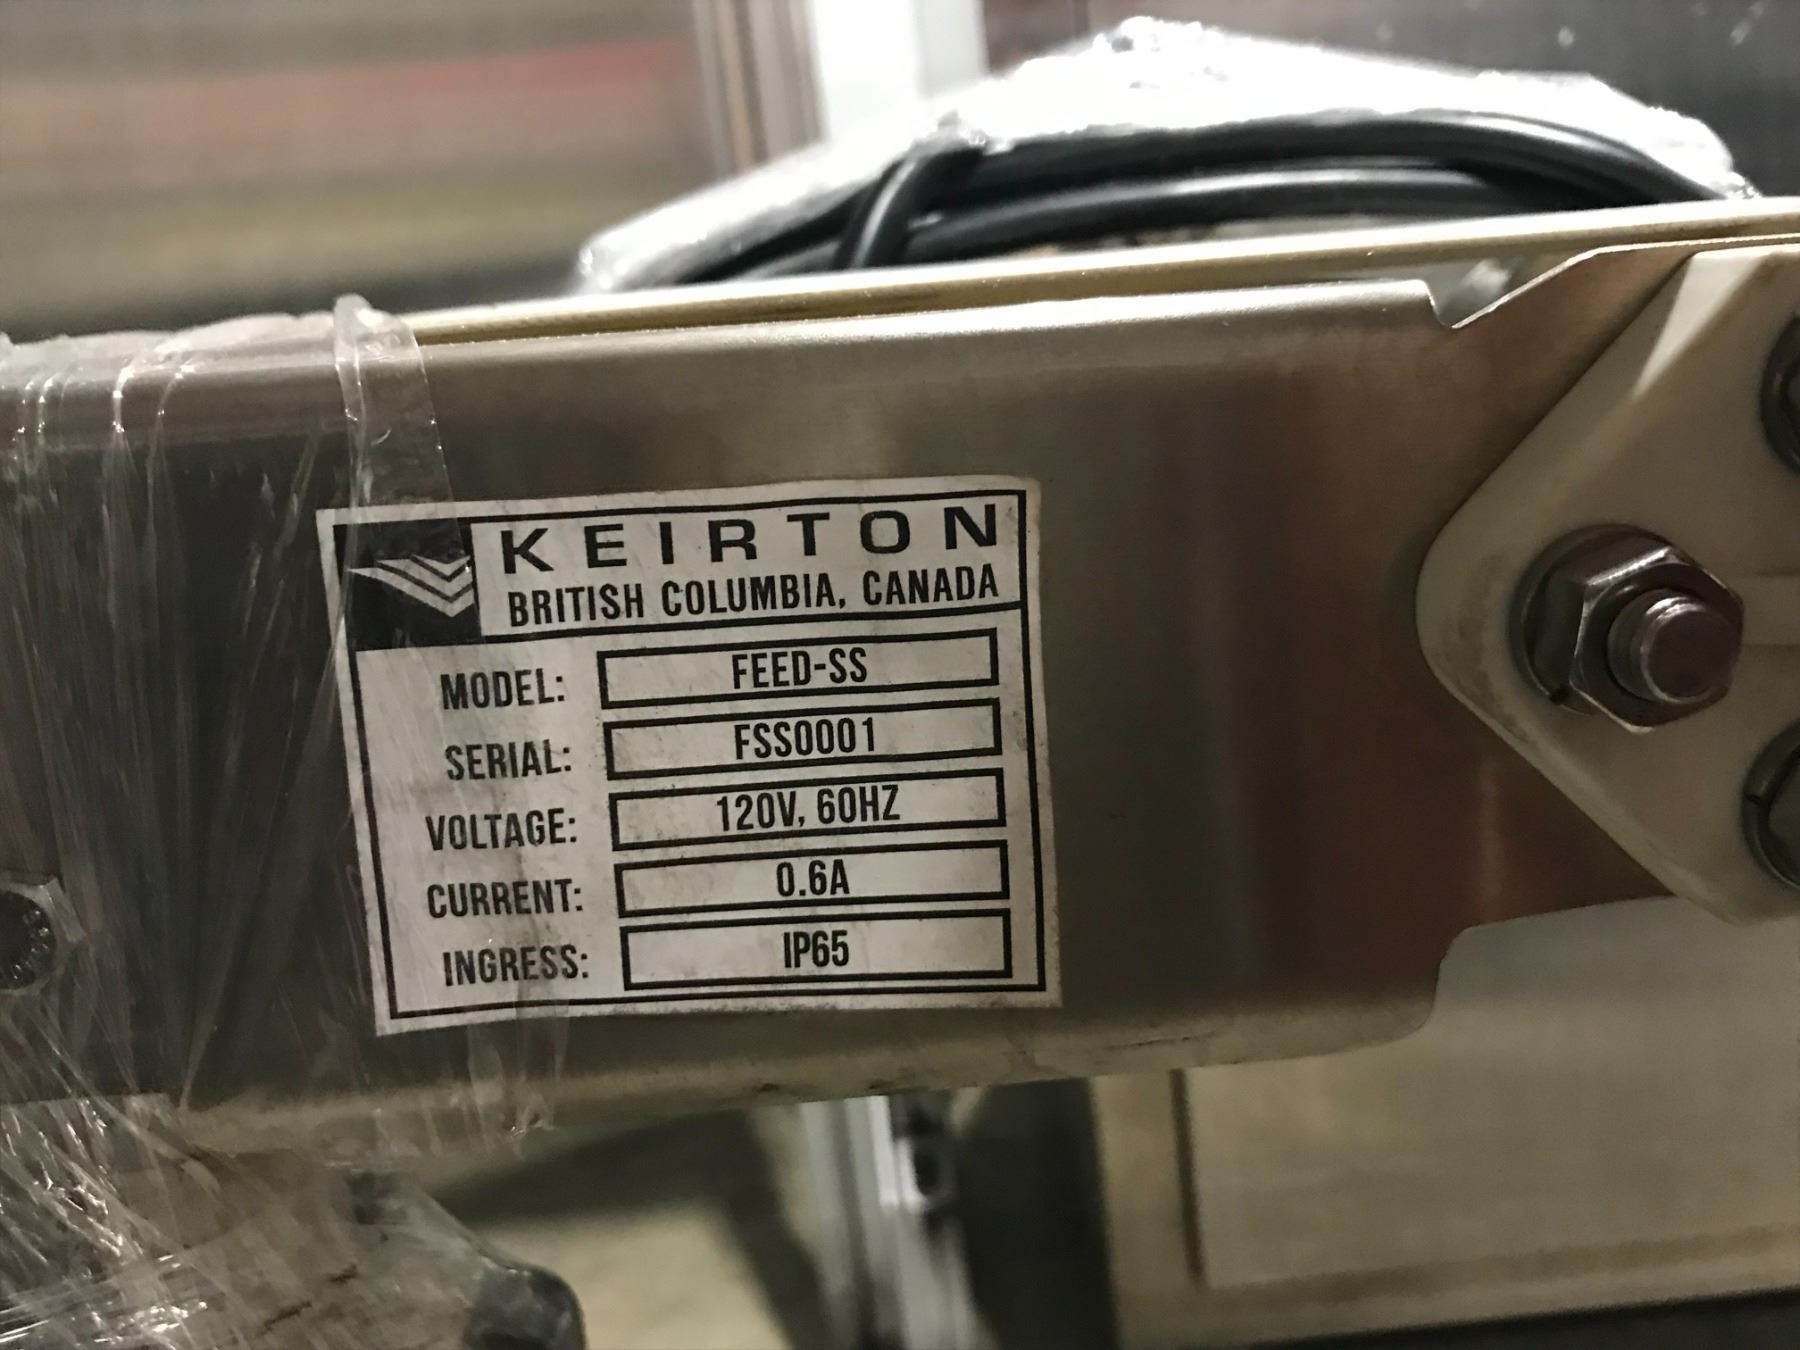 KEIRTON
BRITISH COLUMBIA, CANADA
MODEL: FEED-SS
SERIAL: FSS0001
VOLTAGE: 120V, 60HZ
CURRENT: 0.6A
INGRESS: IP65